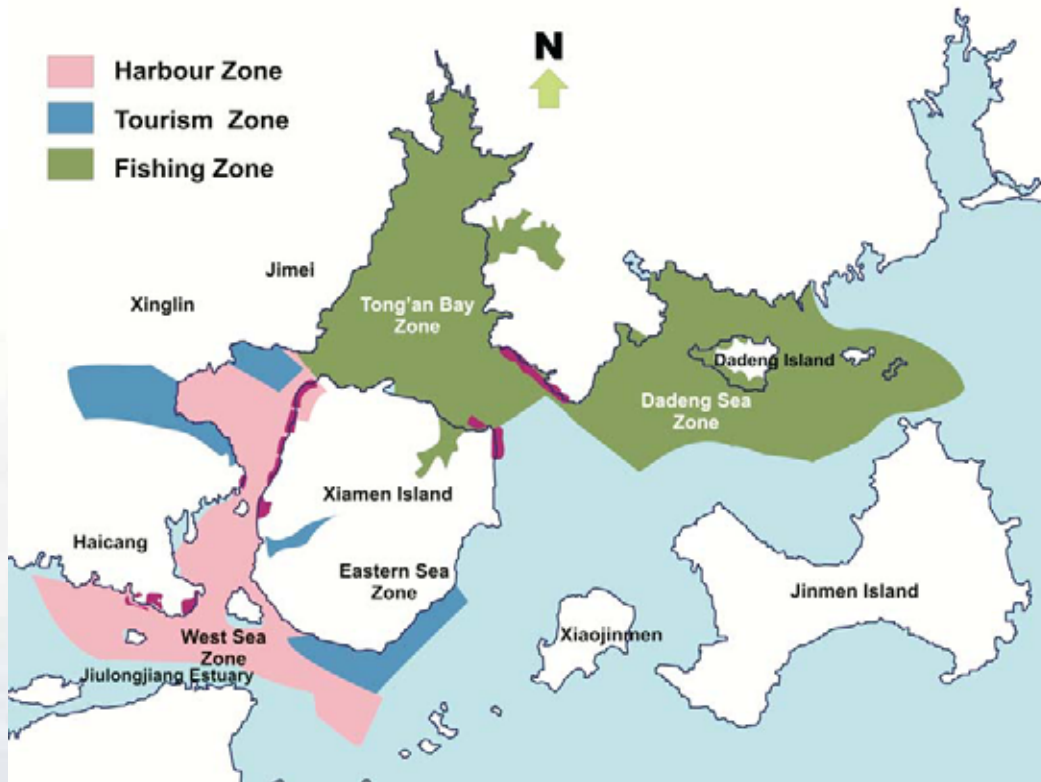 N
Harbour Zone
Tourism Zone
Fishing Zone
Jimei
Xinglin
Tong'an Bay
Zone
Dadeng Island
Dadeng Sea
Zone
Xiamen Island
Haicang
Eastern Sea
Zone
Jinmen Island
Xiaojinmen
West Sea
Zone
Jiulongjiang Estuary